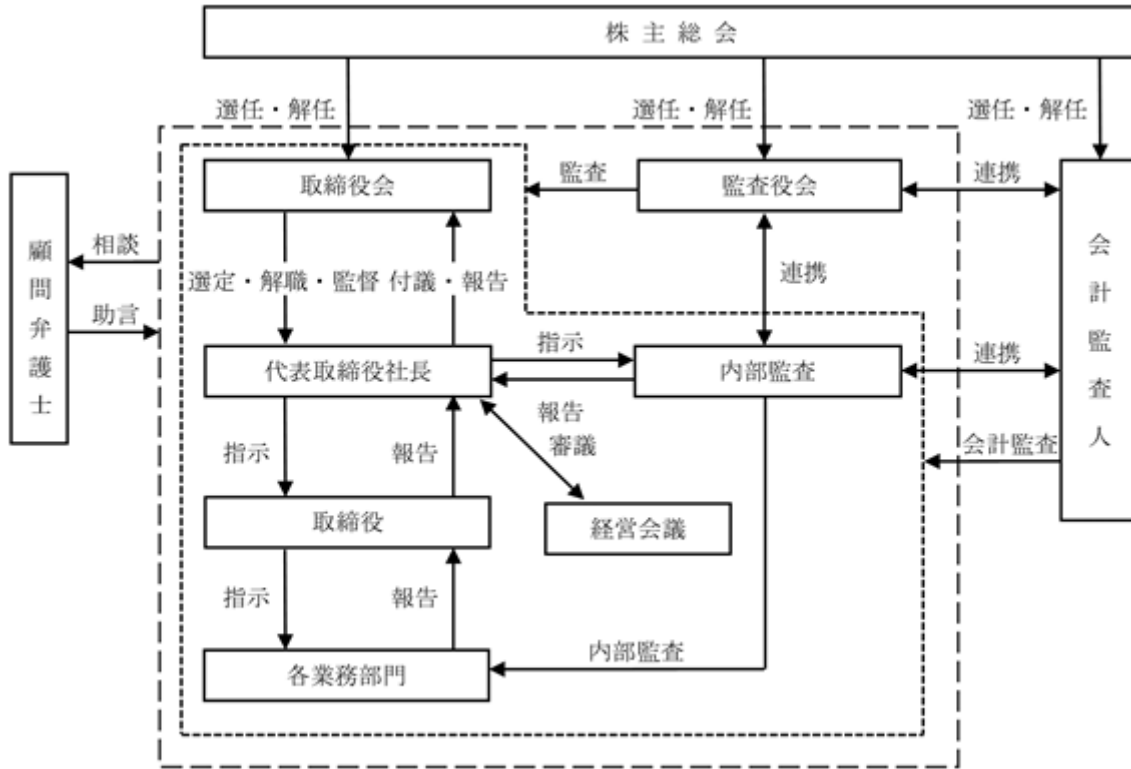 株主総会
選任・解任
選任・解任
選任・解任
取締役会
監査
監査役会
連携
会計監査人
顧問弁護士
相談
助言
選定・解職・監督
付議・報告
連携
代表取締役社長
指示
報告
内部監査
連携
審議
会計監査
指示
報告
取締役
経営会議
指示
報告
内部監査
各業務部門